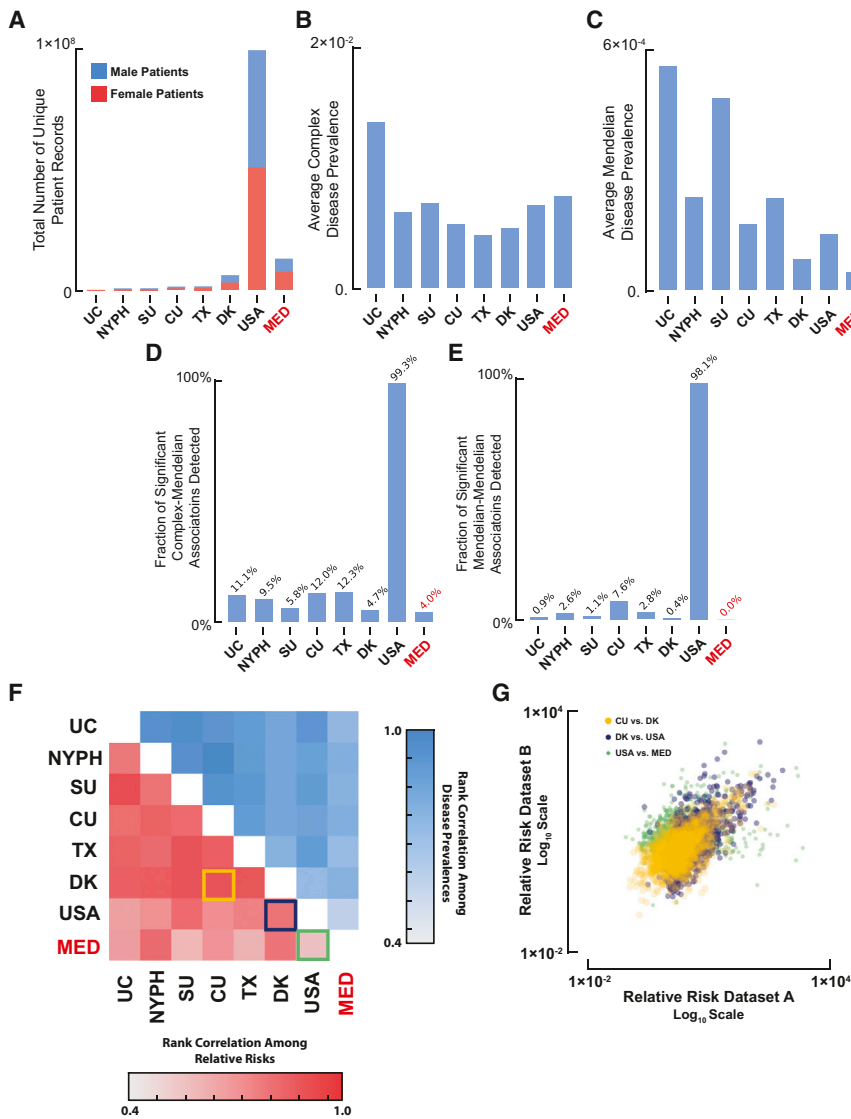 A
1×10⁸
Total Number of Unique
Patient Records
0
Male Patients
Female Patients
UC
NYPH
SU
CU
TX
DK
USA
MED
B
2×10⁻²
Average Complex
Disease Prevalence
0.
UC
NYPH
SU
CU
TX
DK
USA
MED
C
6×10⁻⁴
Average Mendelian
Disease Prevalence
0.
UC
NYPH
SU
CU
TX
DK
USA
D
100%
Fraction of Significant
Complex-Mendelian
Associatoins Detected
0%
11.1%
9.5%
5.8%
12.0%
12.3%
4.7%
99.3%
4.0%
UC
NYPH
SU
CU
TX
DK
USA
MED
E
100%
Fraction of Significant
Mendelian-Mendelian
Associatoins Detected
0%
0.9%
2.6%
1.1%
7.6%
2.8%
0.4%
98.1%
0.0%
UC
NYPH
SU
CU
TX
DK
USA
MED
F
UC
NYPH
SU
CU
TX
DK
USA
MED
UC
NYPH
SU
CU
TX
DK
USA
MED
1.0
0.4
Rank Correlation Among
Disease Prevalences
Rank Correlation Among
Relative Risks
0.4
1.0
G
1×10⁴
Relative Risk Dataset B
Log₁₀ Scale
1×10⁻²
CU vs. DK
DK vs. USA
USA vs. MED
1×10⁻²
1×10⁴
Relative Risk Dataset A
Log₁₀ Scale